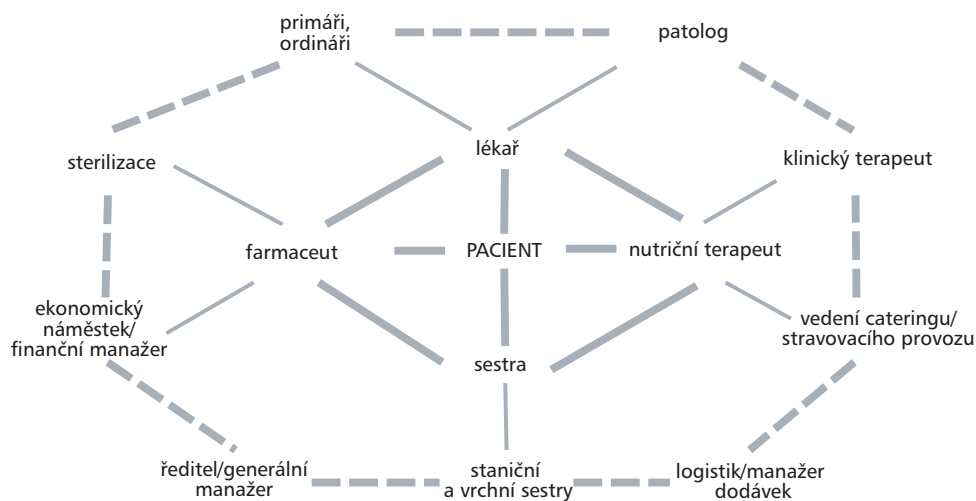 primáři,
ordináři
patolog
lékař
sterilizace
klinický terapeut
farmaceut
PACIENT
nutriční terapeut
ekonomický
náměstek/
finanční manažer
vedení cateringu/
stravovacího provozu
sestra
ředitel/generální
manažer
staniční
a vrchní sestry
logistik/manažer
dodávek